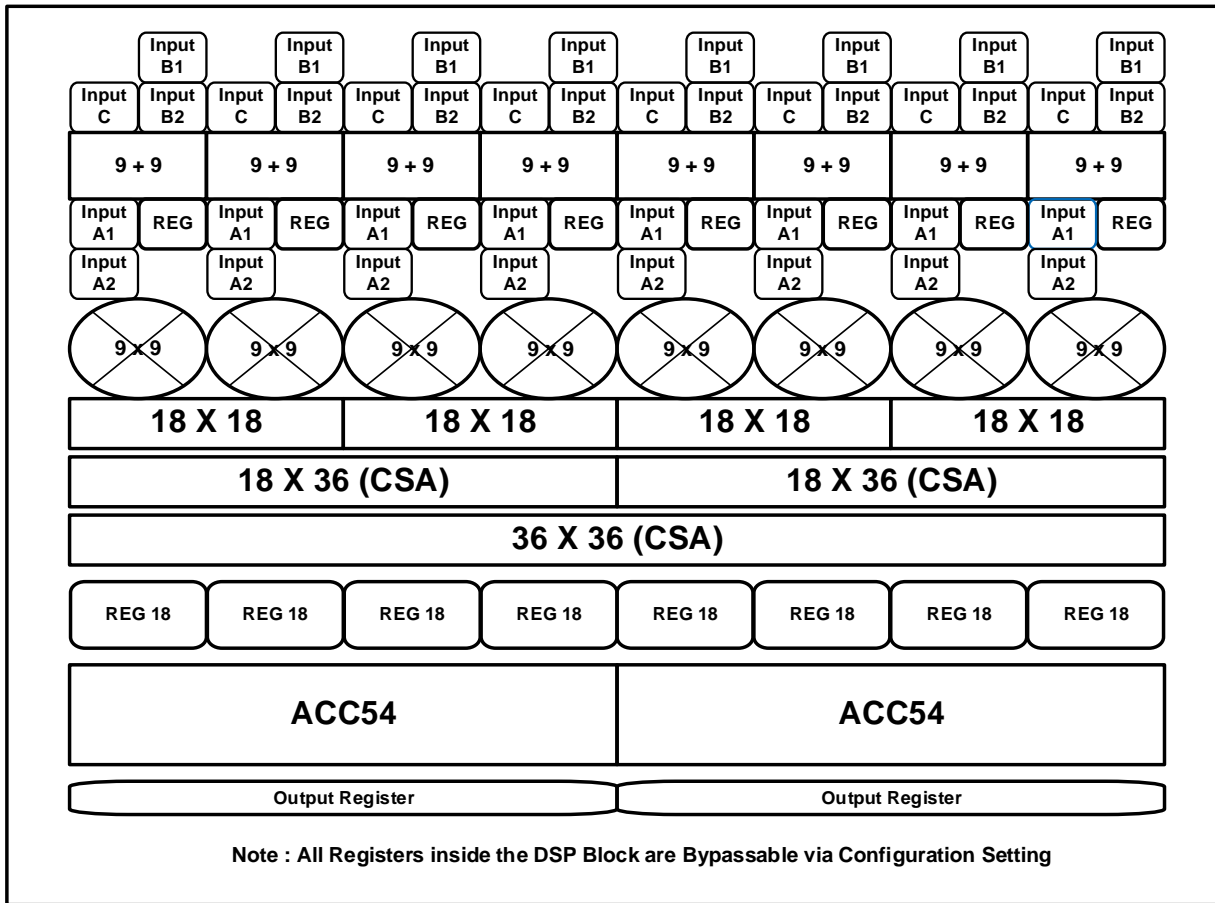 Input B1 Input B1 Input B1 Input B1 Input B1 Input B1 Input B1 Input B1
Input C Input B2 Input C Input B2 Input C Input B2 Input C Input B2 Input C Input B2 Input C Input B2 Input C Input B2 Input C Input B2
9 + 9 9 + 9 9 + 9 9 + 9 9 + 9 9 + 9 9 + 9 9 + 9
Input A1 REG Input A1 REG Input A1 REG Input A1 REG Input A1 REG Input A1 REG Input A1 REG Input A1 REG
Input A2 Input A2 Input A2 Input A2 Input A2 Input A2 Input A2 Input A2
9 x 9 9 x 9 9 x 9 9 x 9 9 x 9 9 x 9 9 x 9 9 x 9
18 X 18 18 X 18 18 X 18 18 X 18
18 X 36 (CSA) 18 X 36 (CSA)
36 X 36 (CSA)
REG 18 REG 18 REG 18 REG 18 REG 18 REG 18 REG 18 REG 18
ACC54 ACC54
Output Register Output Register
Note : All Registers inside the DSP Block are Bypassable via Configuration Setting